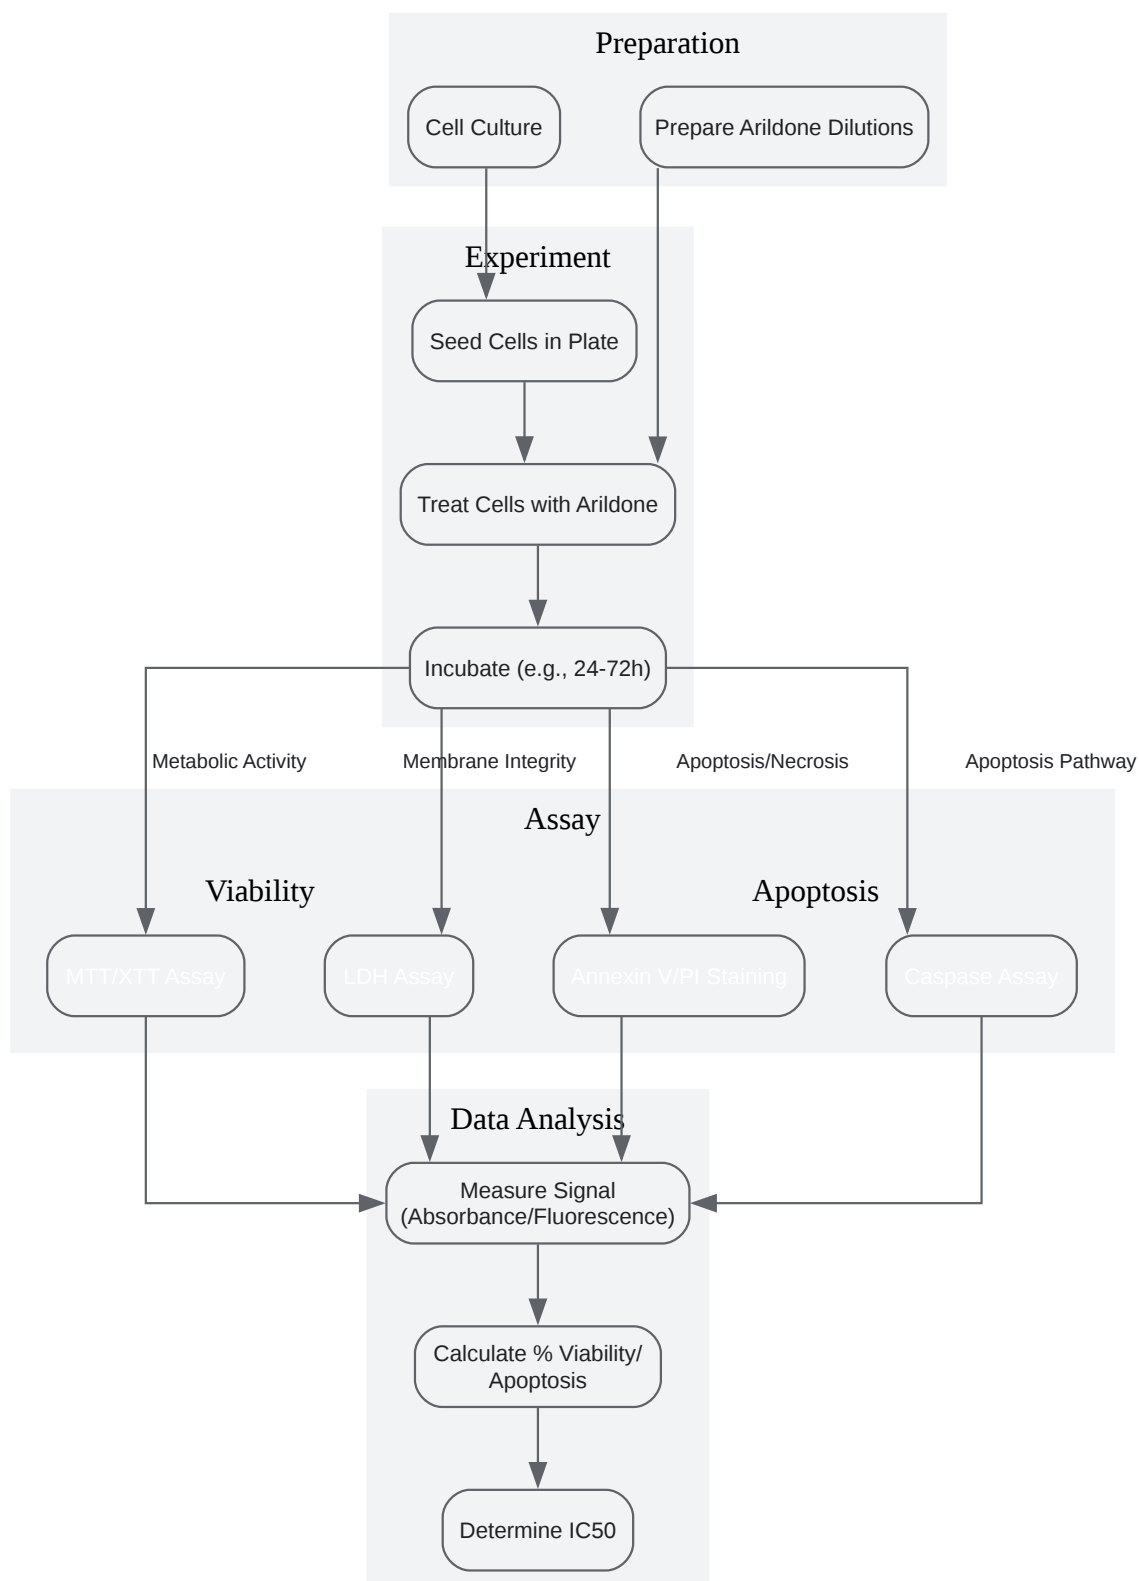 Preparation
Cell Culture
Prepare Arildone Dilutions
Experiment
Seed Cells in Plate
Treat Cells with Arildone
Incubate (e.g., 24-72h)
Metabolic Activity
Membrane Integrity
Apoptosis/Necrosis
Apoptosis Pathway
Assay
Viability
Apoptosis
MTT/XTT Assay
LDH Assay
Annexin V/PI Staining
Caspase Assay
Data Analysis
Measure Signal
(Absorbance/Fluorescence)
Calculate % Viability/
Apoptosis
Determine IC50